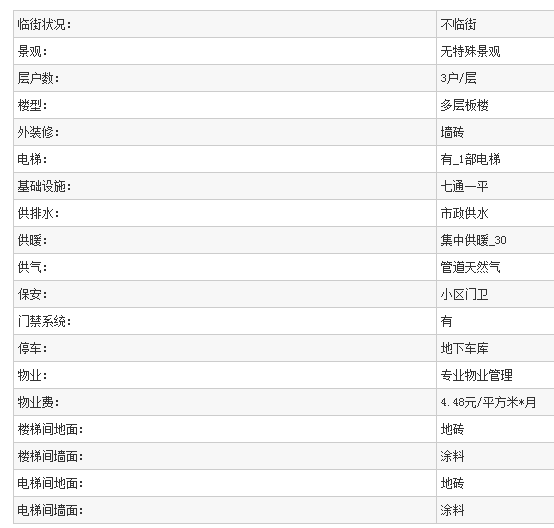 临街状况: 不临街
景观: 无特殊景观
层户数: 3户/层
楼型: 多层板楼
外装修: 墙砖
电梯: 有_1部电梯
基础设施: 七通一平
供排水: 市政供水
供暖: 集中供暖_30
供气: 管道天然气
保安: 小区门卫
门禁系统: 有
停车: 地下车库
物业: 专业物业管理
物业费: 4.48元/平方米*月
楼梯间地面: 地砖
楼梯间墙面: 涂料
电梯间地面: 地砖
电梯间墙面: 涂料